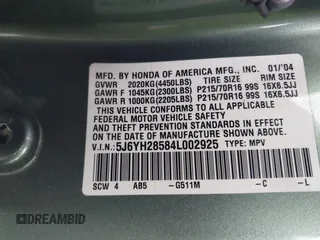 MFD. BY HONDA OF AMERICA MFG., INC. 01/'04
GVWR 2020KG(4450LBS) TIRE SIZE RIM SIZE
GAWR F 1045KG(2300LBS) P215/70R16 99S 16X6.5JJ
GAWR R 1000KG(2205LBS) P215/70R16 99S 16X6.5JJ
THIS VEHICLE CONFORMS TO ALL APPLICABLE
FEDERAL MOTOR VEHICLE SAFETY STANDARDS IN
EFFECT ON THE DATE OF MANUFACTURE SHOWN ABOVE.
V.I.N.: 5J6YH28584L002925 TYPE: MPV
SCW 4 AB5 -G511M -C -L
DREAMBID